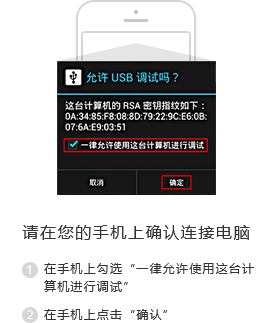 允许 USB 调试吗？
这台计算机的 RSA 密钥指纹如下：
0A:34:85:F8:08:8D:79:22:9C:E6:0B:
07:6A:E9:03:51
一律允许使用这台计算机进行调试
取消
确定
请在您的手机上确认连接电脑
1 在手机上勾选“一律允许使用这台计
算机进行调试”
2 在手机上点击“确认”